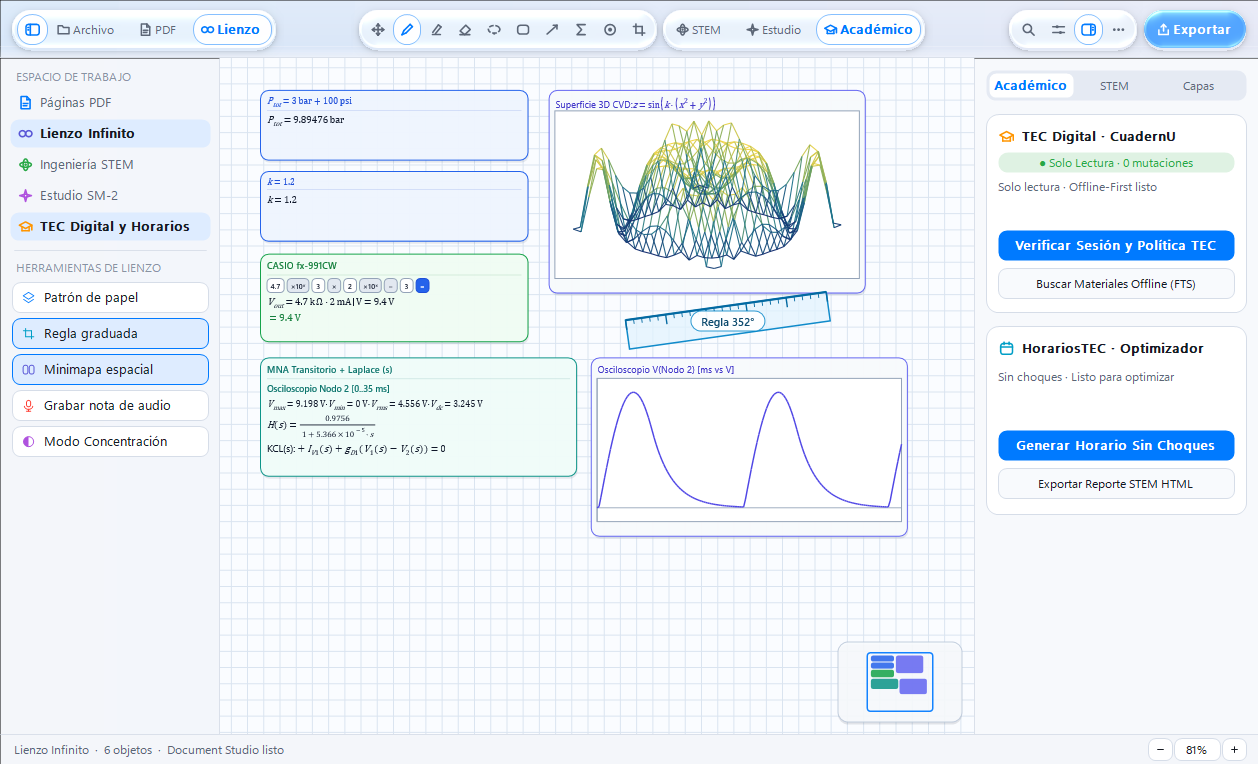 Archivo PDF Lienzo STEM Estudio Académico Exportar
ESPACIO DE TRABAJO
Páginas PDF
Lienzo Infinito
Ingeniería STEM
Estudio SM-2
TEC Digital y Horarios
HERRAMIENTAS DE LIENZO
Patrón de papel
Regla graduada
Minimapa espacial
Grabar nota de audio
Modo Concentración
P_tot = 3 bar + 100 psi
P_tot = 9.89476 bar
k = 1.2
k = 1.2
CASIO fx-991CW
4.7 ×10ˣ 3 × 2 ×10ˣ − 3 =
V_out = 4.7 kΩ · 2 mA | V = 9.4 V
= 9.4 V
Superficie 3D CVD:z = sin(k·(x² + y²))
Regla 352°
MNA Transitorio + Laplace (s)
Osciloscopio Nodo 2 [0..35 ms]
V_max = 9.198 V·V_min = 0 V·V_rms = 4.556 V·V_dc = 3.245 V
H(s) = 0.9756 / 1 + 5.366 × 10⁻⁵ · s
KCL(s): + I_V1(s) + g_D1(V_1(s) − V_2(s)) = 0
Osciloscopio V(Nodo 2) [ms vs V]
Académico STEM Capas
TEC Digital · CuadernU
● Solo Lectura · 0 mutaciones
Solo lectura · Offline-First listo
Verificar Sesión y Política TEC
Buscar Materiales Offline (FTS)
HorariosTEC · Optimizador
Sin choques · Listo para optimizar
Generar Horario Sin Choques
Exportar Reporte STEM HTML
Lienzo Infinito · 6 objetos · Document Studio listo
− 81% +